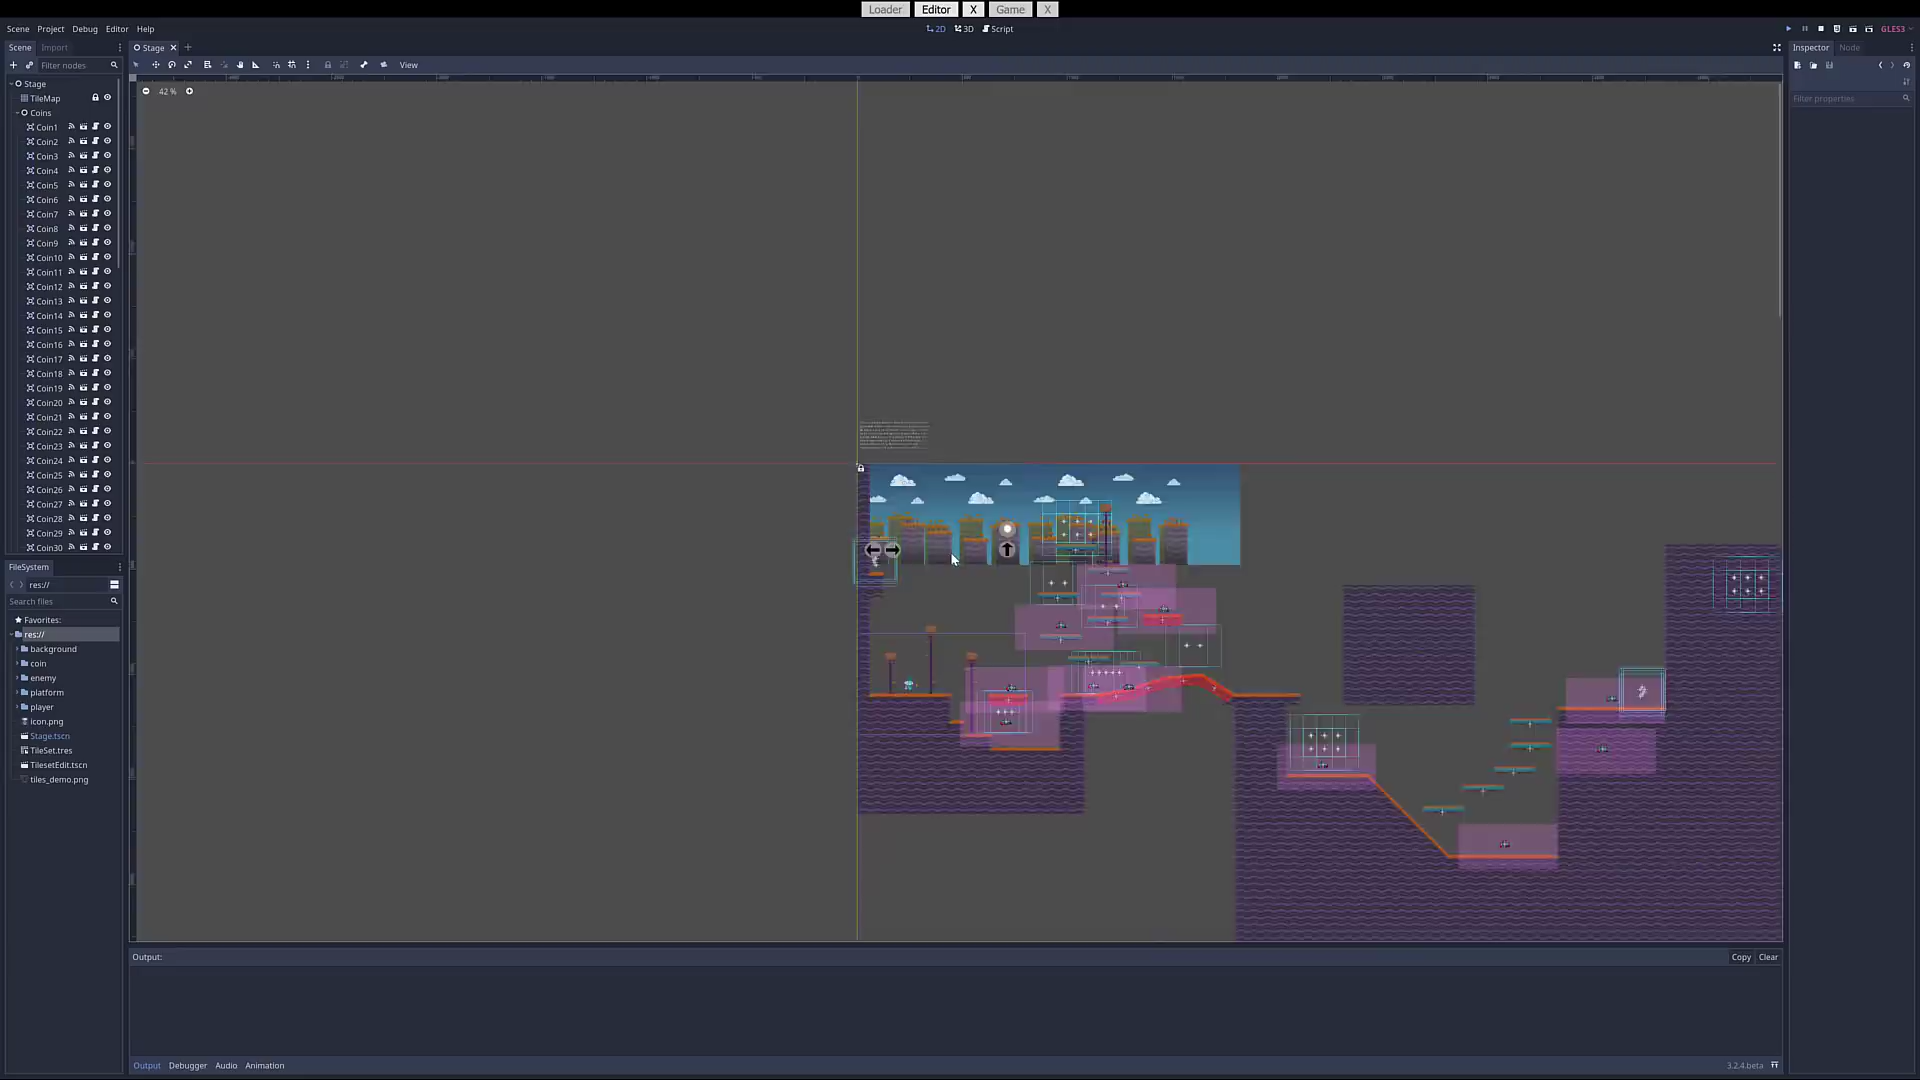 Loader Editor X Game X
Scene Project Debug Editor Help
2D 3D Script
GLES3
Scene Import
Stage
Inspector Node
Filter nodes
View
42 %
Stage
TileMap
Coins
Coin1
Coin2
Coin3
Coin4
Coin5
Coin6
Coin7
Coin8
Coin9
Coin10
Coin11
Coin12
Coin13
Coin14
Coin15
Coin16
Coin17
Coin18
Coin19
Coin20
Coin21
Coin22
Coin23
Coin24
Coin25
Coin26
Coin27
Coin28
Coin29
Coin30
Filter properties
FileSystem
res://
Search files
Favorites:
res://
background
coin
enemy
platform
player
icon.png
Stage.tscn
TileSet.tres
TilesetEdit.tscn
tiles_demo.png
Output:
Copy Clear
Output Debugger Audio Animation
3.2.4.beta